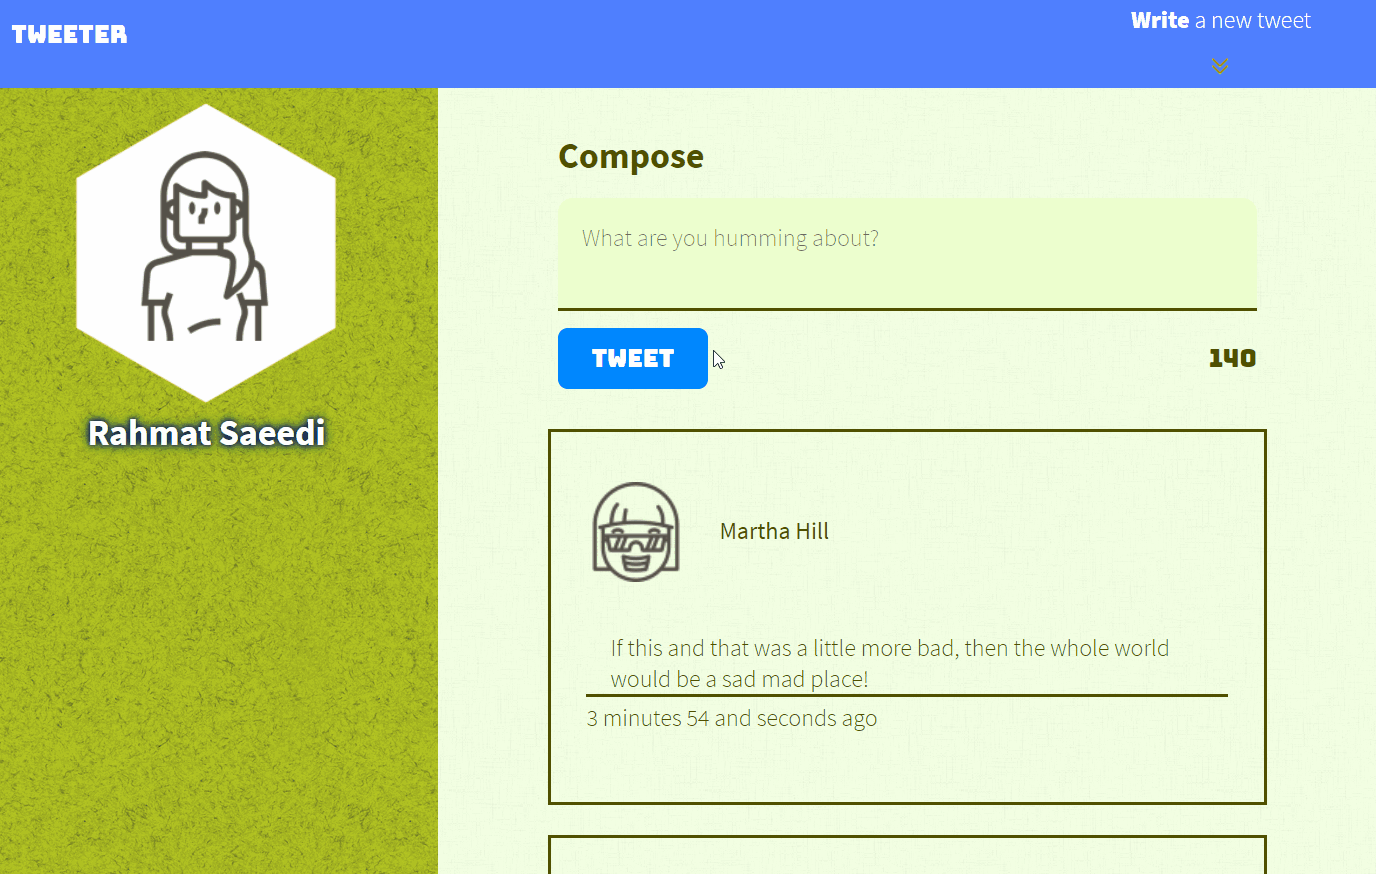 TWEETER
Write a new tweet
Rahmat Saeedi
Compose
What are you humming about?
TWEET
140
Martha Hill
If this and that was a little more bad, then the whole world
would be a sad mad place!
3 minutes 54 and seconds ago